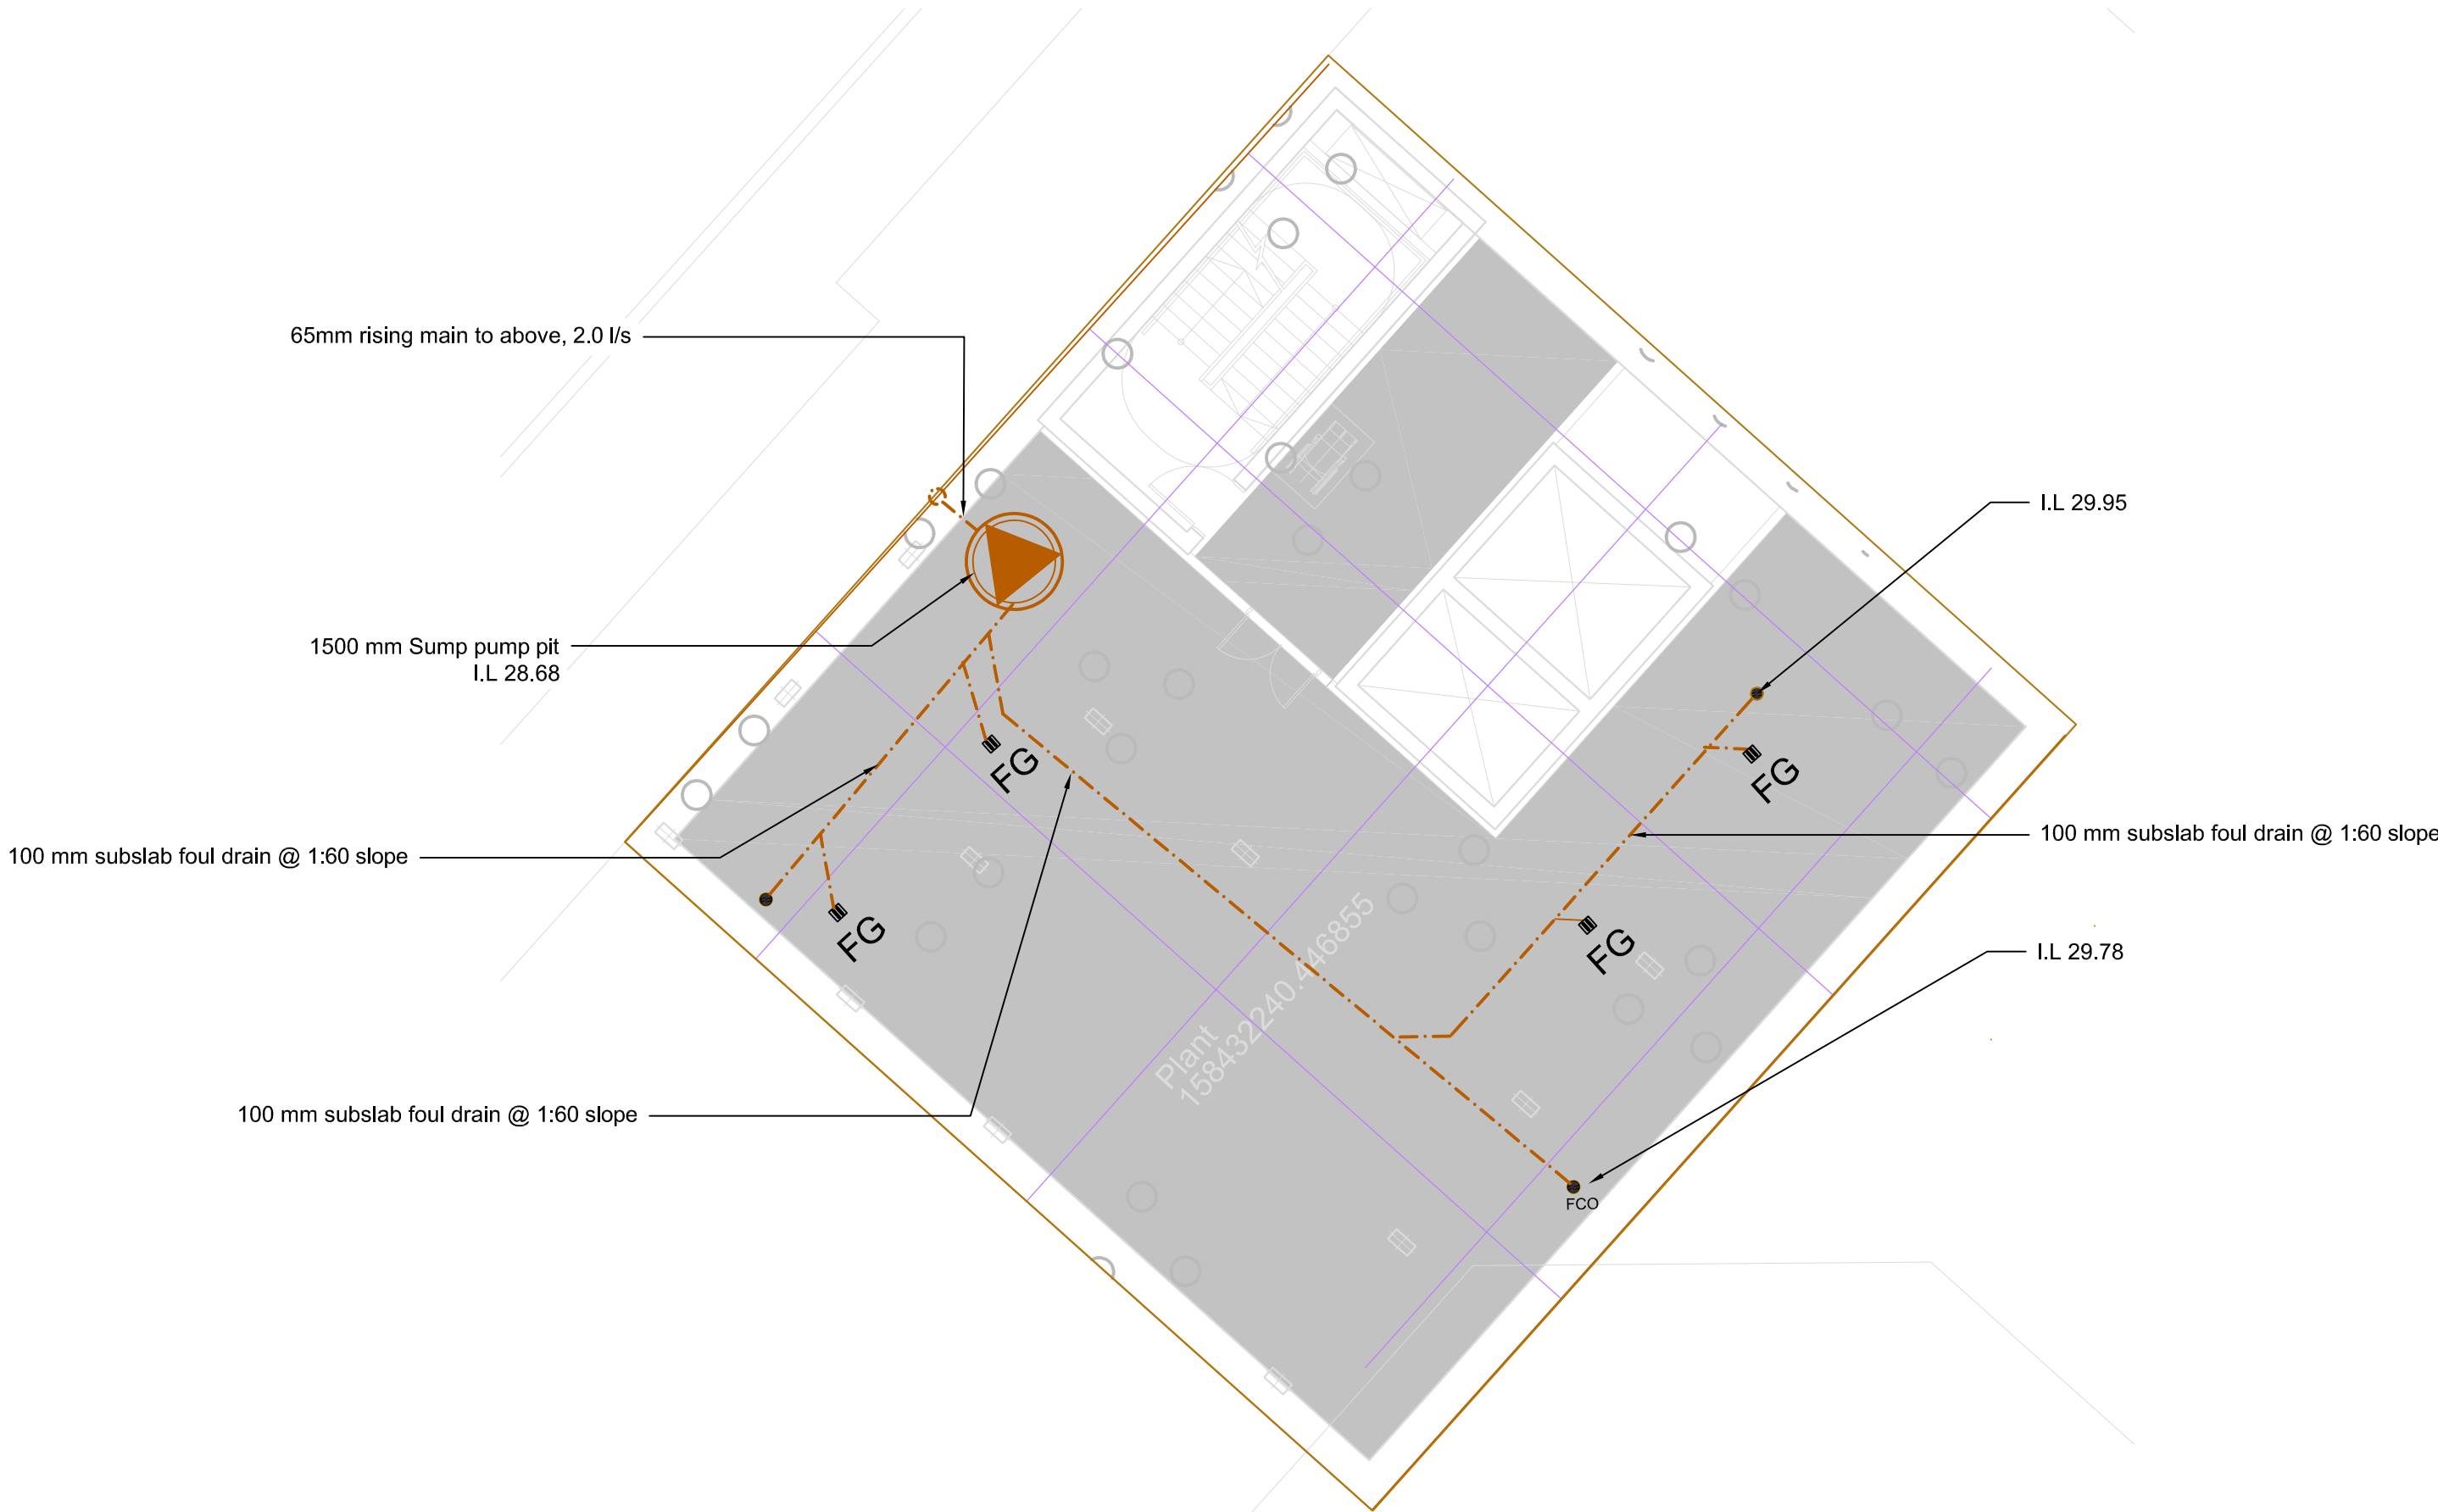 65mm rising main to above, 2.0 l/s
I.L 29.95
1500 mm Sump pump pit
I.L 28.68
FG
FG
100 mm subslab foul drain @ 1:60 slope
100 mm subslab foul drain @ 1:60 slope
FG
FG
I.L 29.78
Plant
158432240.446855
100 mm subslab foul drain @ 1:60 slope
FCO